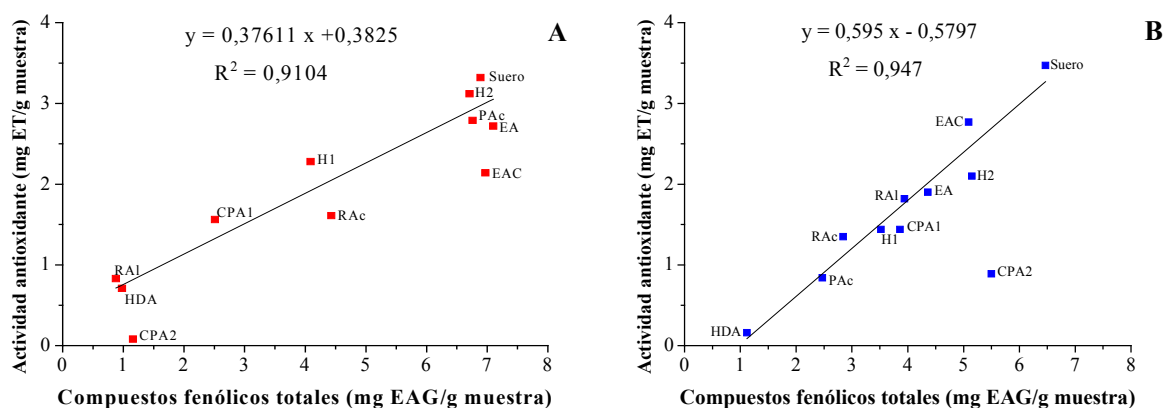 y = 0,37611 x +0,3825
R² = 0,9104
A
Actividad antioxidante (mg ET/g muestra)
4
3
2
1
0
Suero
H2
PAc
EA
EAC
H1
RAc
CPA1
RAl
HDA
CPA2
0 1 2 3 4 5 6 7 8
Compuestos fenólicos totales (mg EAG/g muestra)
y = 0,595 x - 0,5797
R² = 0,947
B
Actividad antioxidante (mg ET/g muestra)
4
3
2
1
0
Suero
EAC
H2
EA
RAl
CPA1
H1
RAc
CPA2
PAc
HDA
0 1 2 3 4 5 6 7 8
Compuestos fenólicos totales (mg EAG/g muestra)